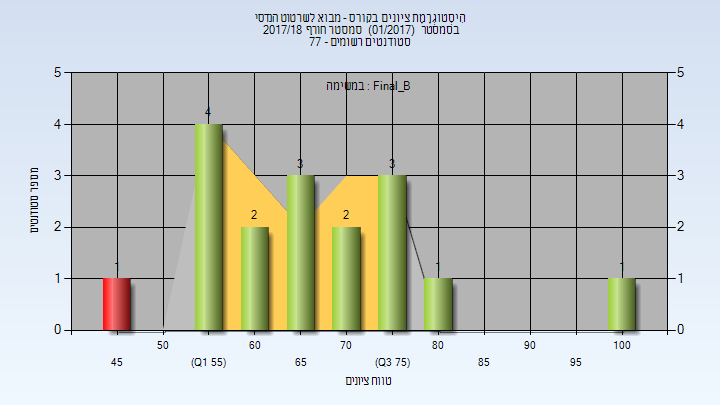 היסטוגרמת ציונים בקורס - מבוא לשרטוט הנדסי
בסמסטר (01/2017) סמסטר חורף 2017/18
סטודנטים רשומים - 77
במשימה : Final_B
מספר סטודנטים
5 5
4 4
3 3
2 2
1 1
0 0
1 4 2 3 2 3 1 1
50 60 70 80 90 100
45 (Q1 55) 65 (Q3 75) 85 95
טווח ציונים